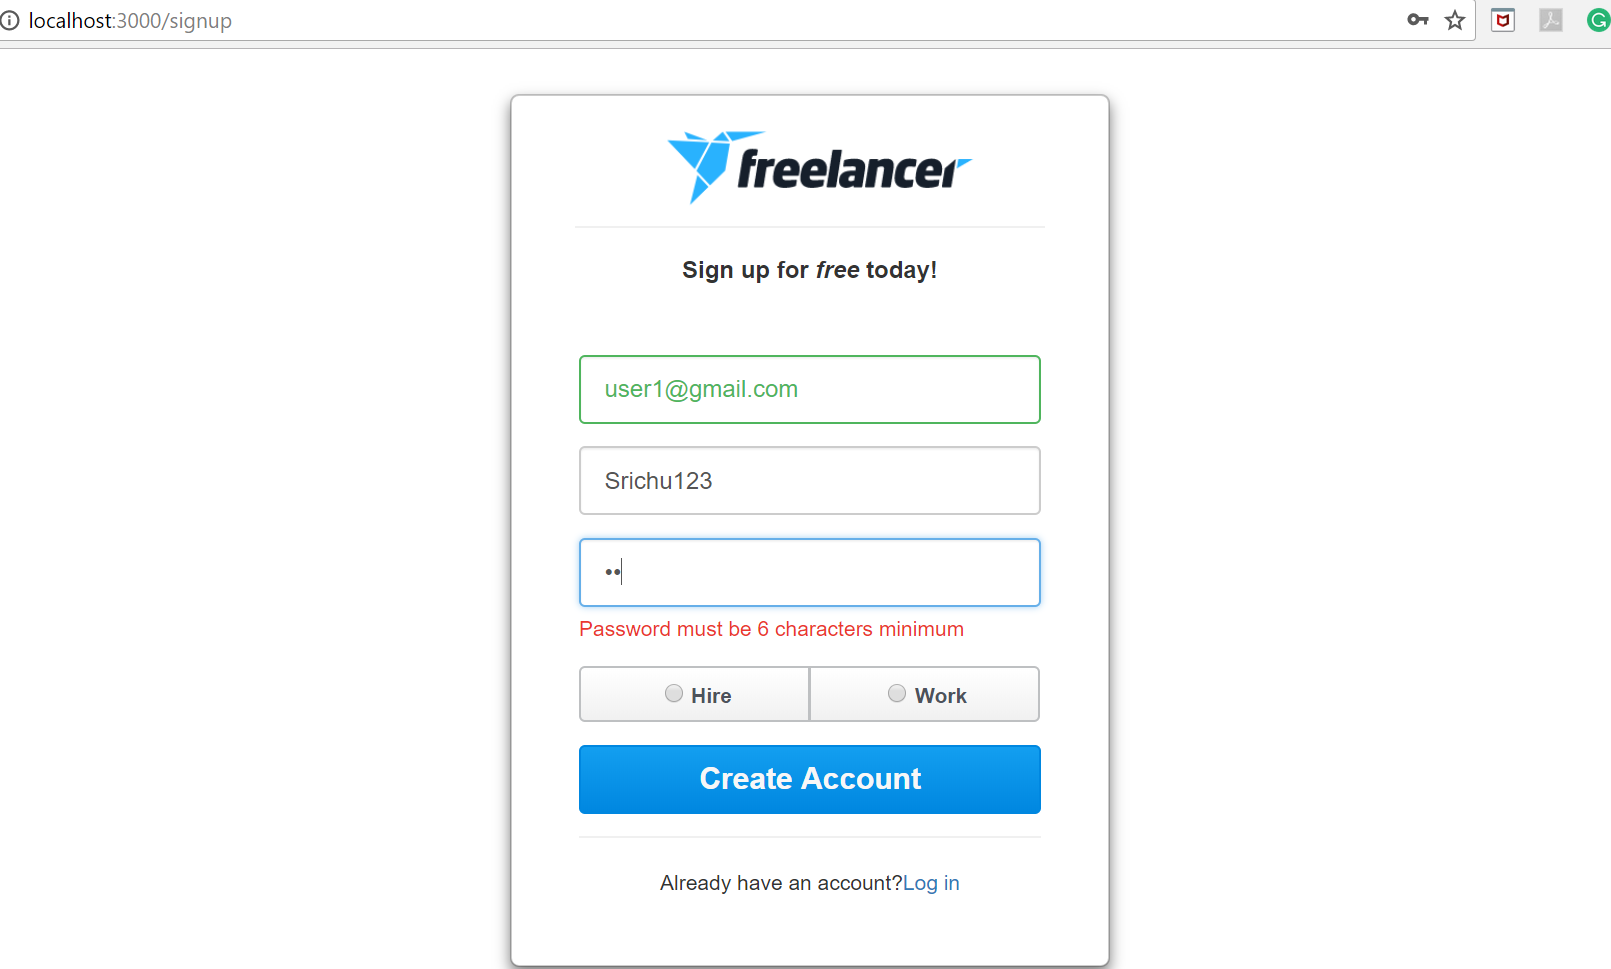 localhost:3000/signup
freelancer
Sign up for free today!
user1@gmail.com
Srichu123
••
Password must be 6 characters minimum
Hire Work
Create Account
Already have an account?Log in